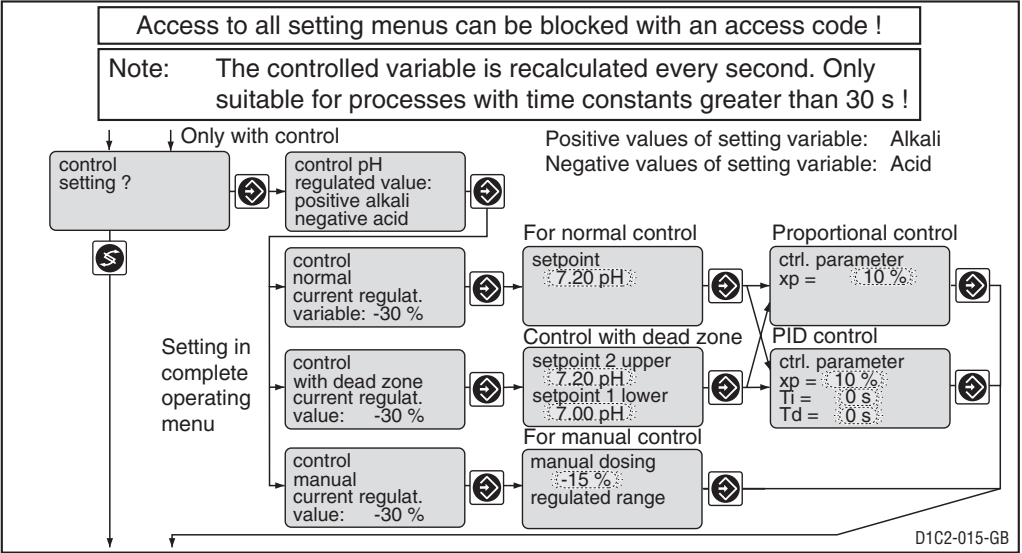 Access to all setting menus can be blocked with an access code !
Note: The controlled variable is recalculated every second. Only
suitable for processes with time constants greater than 30 s !
Only with control
Positive values of setting variable: Alkali
Negative values of setting variable: Acid
control
setting ?
control pH
regulated value:
positive alkali
negative acid
For normal control
Proportional control
control
normal
current regulat.
variable: -30 %
setpoint
7.20 pH
ctrl. parameter
xp = 10 %
Setting in
complete
operating
menu
Control with dead zone
PID control
control
with dead zone
current regulat.
value: -30 %
setpoint 2 upper
7.20 pH
setpoint 1 lower
7.00 pH
ctrl. parameter
xp = 10 %
Ti = 0 s
Td = 0 s
For manual control
control
manual
current regulat.
value: -30 %
manual dosing
-15 %
regulated range
D1C2-015-GB